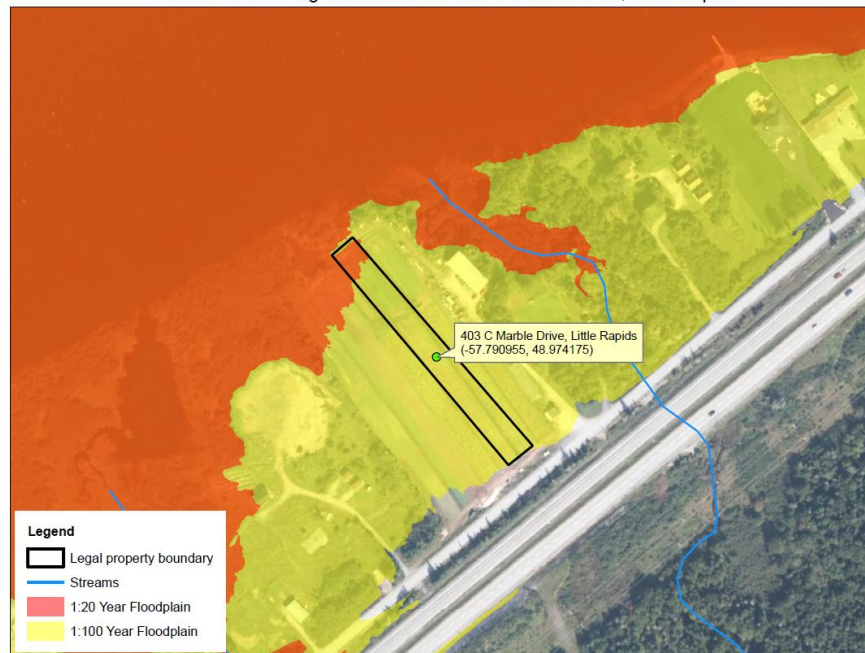 403 C Marble Drive, Little Rapids
(-57.790955, 48.974175)
Legend
Legal property boundary
Streams
1:20 Year Floodplain
1:100 Year Floodplain